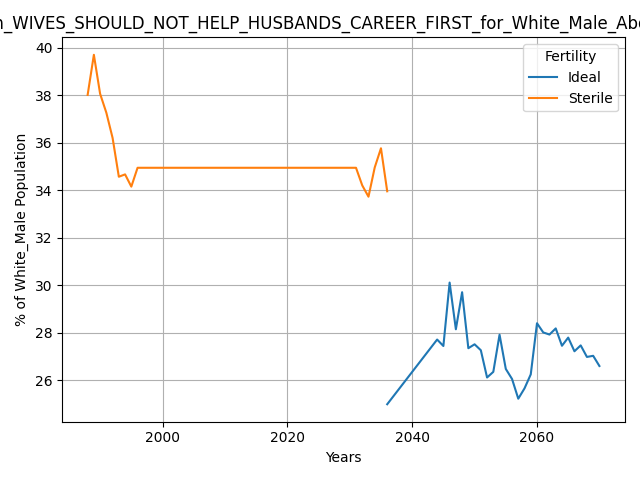 WIVES_SHOULD_NOT_HELP_HUSBANDS_CAREER_FIRST_for_White_Male
Fertility
Ideal
Sterile
40
38
36
34
32
30
28
26
% of White_Male Population
2000
2020
2040
2060
Years